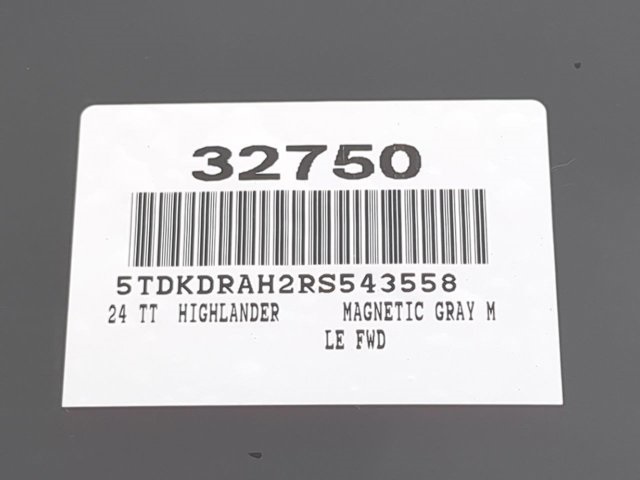 32750
5TDKDRAH2RS543558
24 TT HIGHLANDER MAGNETIC GRAY M
LE FWD